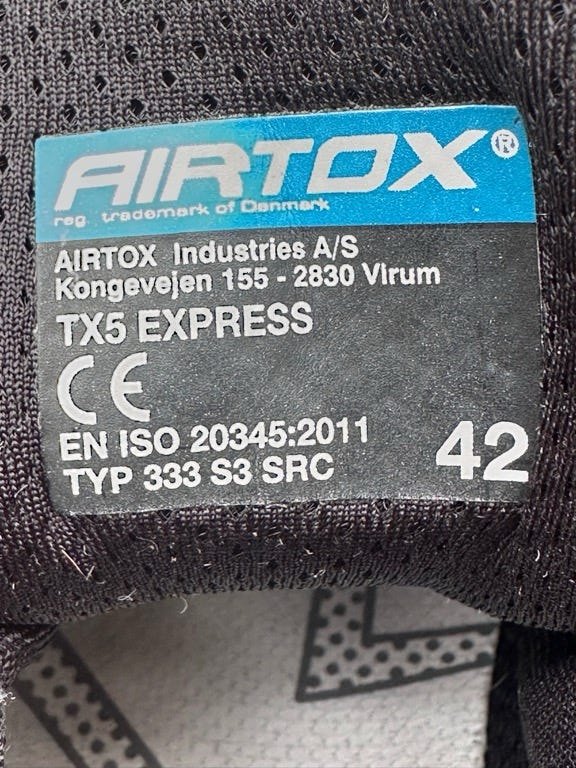 AIRTOX®
reg. trademark of Denmark
AIRTOX Industries A/S
Kongevejen 155 - 2830 Virum
TX5 EXPRESS
CE
EN ISO 20345:2011
TYP 333 S3 SRC
42